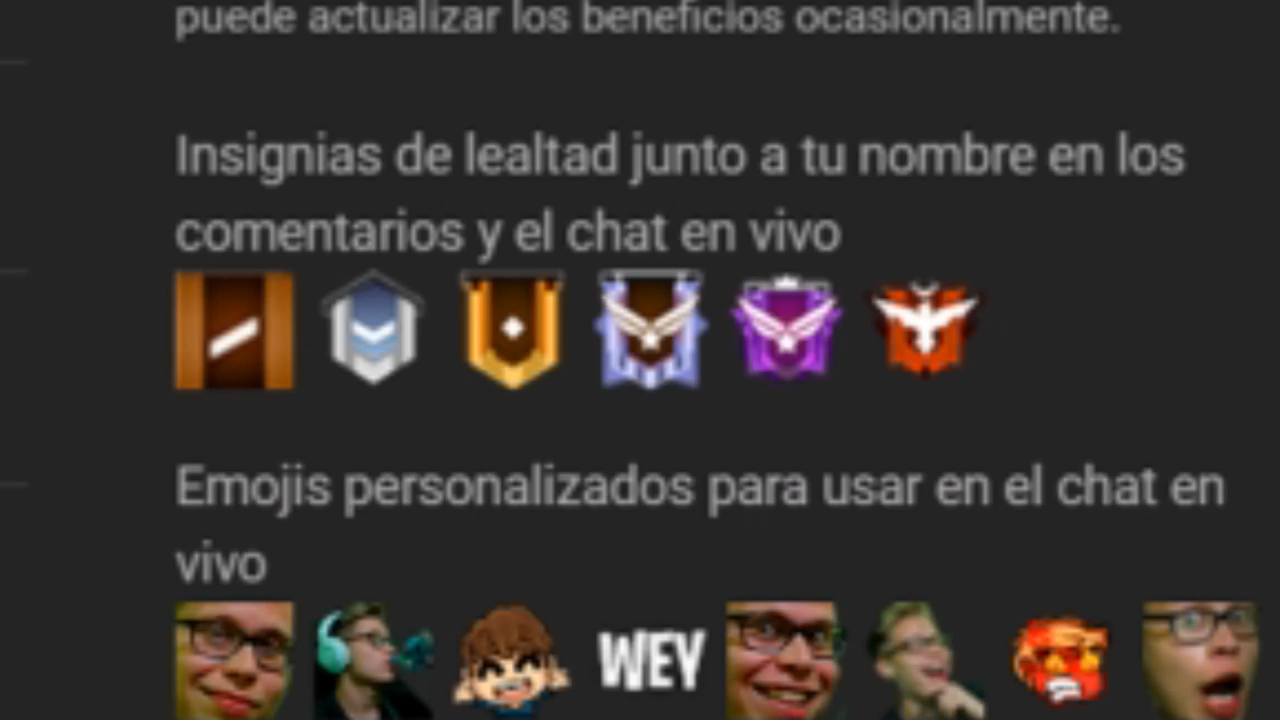 puede actualizar los beneficios ocasionalmente.
Insignias de lealtad junto a tu nombre en los
comentarios y el chat en vivo
Emojis personalizados para usar en el chat en
vivo
WEY